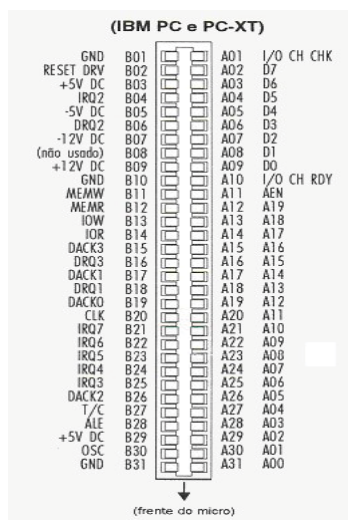 (IBM PC e PC-XT)
GND B01 A01 I/O CH CHK
RESET DRV B02 A02 D7
+5V DC B03 A03 D6
IRQ2 B04 A04 D5
-5V DC B05 A05 D4
DRQ2 B06 A06 D3
-12V DC B07 A07 D2
(não usado) B08 A08 D1
+12V DC B09 A09 D0
GND B10 A10 I/O CH RDY
MEMW B11 A11 AEN
MEMR B12 A12 A19
IOW B13 A13 A18
IOR B14 A14 A17
DACK3 B15 A15 A16
DRQ3 B16 A16 A15
DACK1 B17 A17 A14
DRQ1 B18 A18 A13
DACK0 B19 A19 A12
CLK B20 A20 A11
IRQ7 B21 A21 A10
IRQ6 B22 A22 A09
IRQ5 B23 A23 A08
IRQ4 B24 A24 A07
IRQ3 B25 A25 A06
DACK2 B26 A26 A05
T/C B27 A27 A04
ALE B28 A28 A03
+5V DC B29 A29 A02
OSC B30 A30 A01
GND B31 A31 A00
(frente do micro)